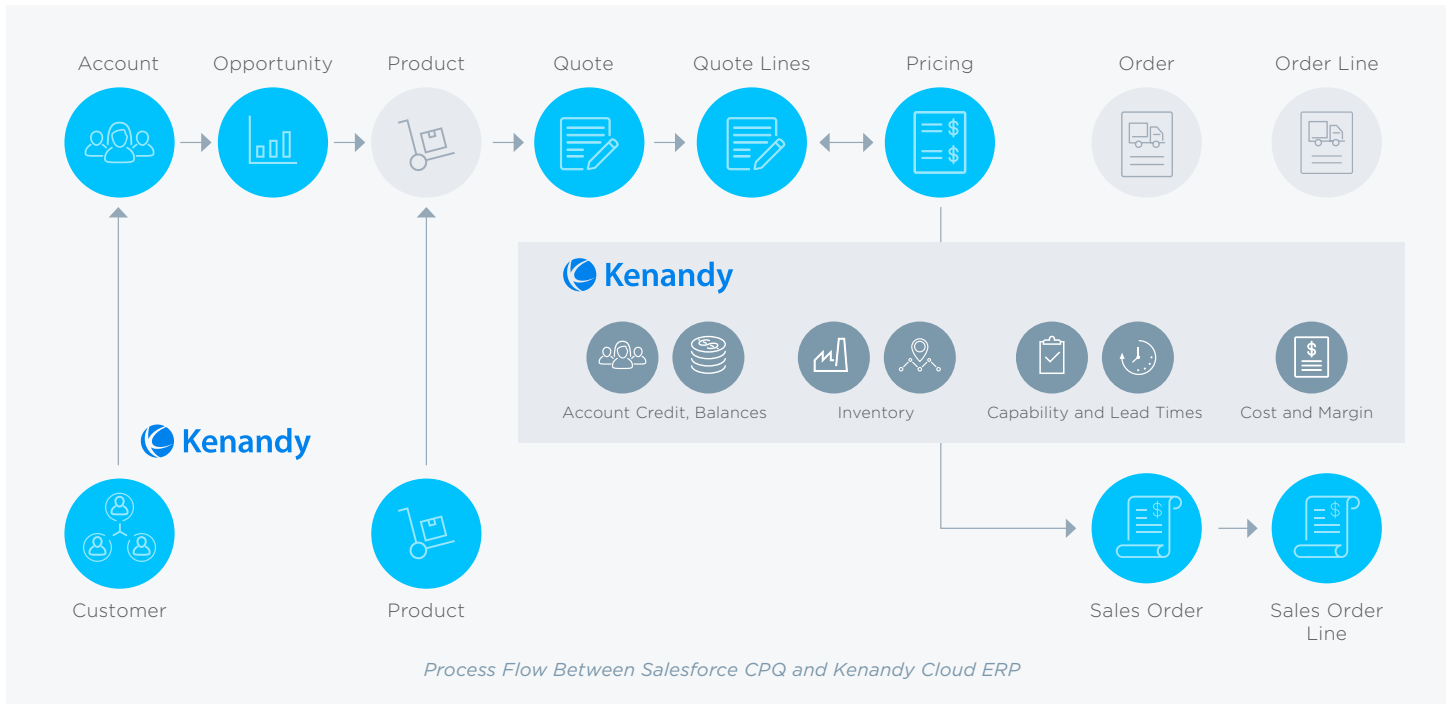 Account
Opportunity
Product
Quote
Quote Lines
Pricing
Order
Order Line
$
$
Kenandy
$
Account Credit, Balances
Inventory
Capability and Lead Times
Cost and Margin
Kenandy
$
$
Customer
Product
Sales Order
Sales Order
Line
Process Flow Between Salesforce CPQ and Kenandy Cloud ERP